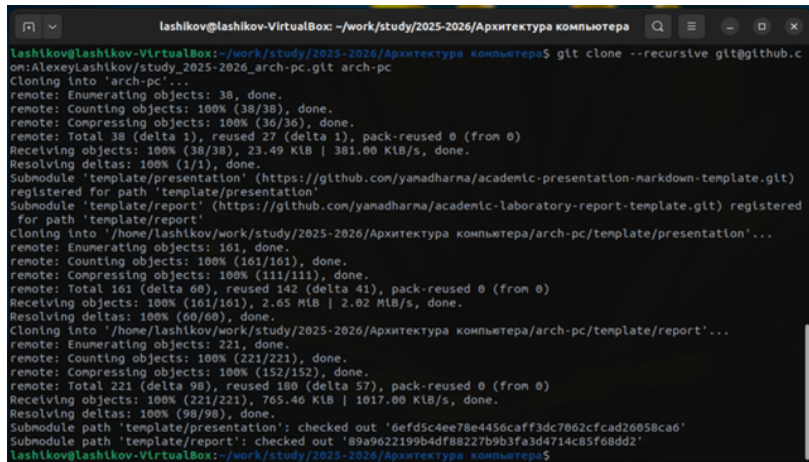 lashikov@lashikov-VirtualBox: ~/work/study/2025-2026/Архитектура компьютера
lashikov@lashikov-VirtualBox:~/work/study/2025-2026/Архитектура компьютера$ git clone --recursive git@github.c
om:AlexeyLashikov/study_2025-2026_arch-pc.git arch-pc
Cloning into 'arch-pc'...
remote: Enumerating objects: 38, done.
remote: Counting objects: 100% (38/38), done.
remote: Compressing objects: 100% (36/36), done.
remote: Total 38 (delta 1), reused 27 (delta 1), pack-reused 0 (from 0)
Receiving objects: 100% (38/38), 23.49 KiB | 381.00 KiB/s, done.
Resolving deltas: 100% (1/1), done.
Submodule 'template/presentation' (https://github.com/yamadharma/academic-presentation-markdown-template.git)
registered for path 'template/presentation'
Submodule 'template/report' (https://github.com/yamadharma/academic-laboratory-report-template.git) registered
for path 'template/report'
Cloning into '/home/lashikov/work/study/2025-2026/Архитектура компьютера/arch-pc/template/presentation'...
remote: Enumerating objects: 161, done.
remote: Counting objects: 100% (161/161), done.
remote: Compressing objects: 100% (111/111), done.
remote: Total 161 (delta 60), reused 142 (delta 41), pack-reused 0 (from 0)
Receiving objects: 100% (161/161), 2.65 MiB | 2.02 MiB/s, done.
Resolving deltas: 100% (60/60), done.
Cloning into '/home/lashikov/work/study/2025-2026/Архитектура компьютера/arch-pc/template/report'...
remote: Enumerating objects: 221, done.
remote: Counting objects: 100% (221/221), done.
remote: Compressing objects: 100% (152/152), done.
remote: Total 221 (delta 98), reused 180 (delta 57), pack-reused 0 (from 0)
Receiving objects: 100% (221/221), 765.46 KiB | 1017.00 KiB/s, done.
Resolving deltas: 100% (98/98), done.
Submodule path 'template/presentation': checked out '6efd5c4ee78e4456caff3dc7062cfcad26058ca6'
Submodule path 'template/report': checked out '89a9622199b4df88227b9b3fa3d4714c85f68dd2'
lashikov@lashikov-VirtualBox:~/work/study/2025-2026/Архитектура компьютера$